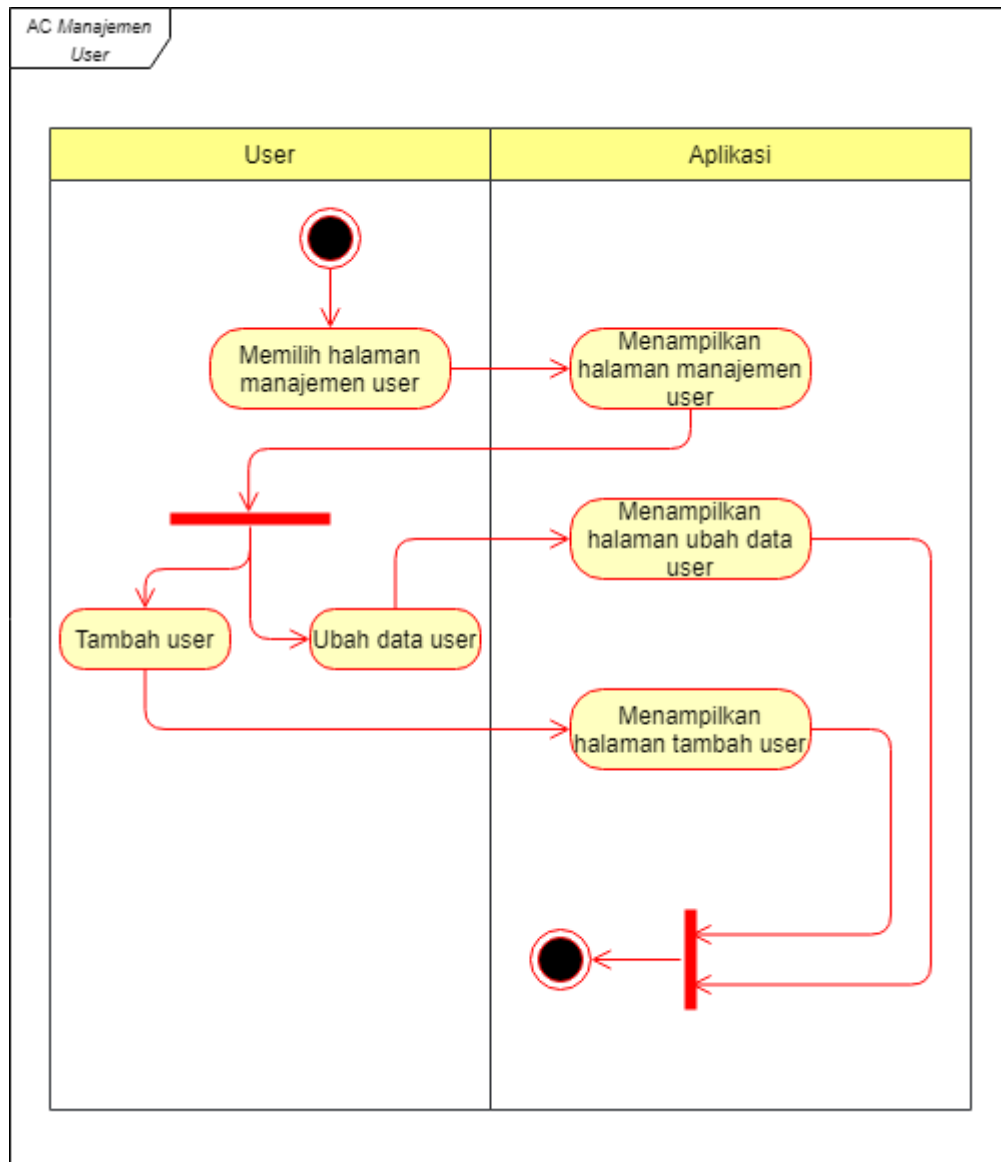 AC Manajemen
User
User
Aplikasi
Memilih halaman
manajemen user
Menampilkan
halaman manajemen
user
Menampilkan
halaman ubah data
user
Tambah user
Ubah data user
Menampilkan
halaman tambah user